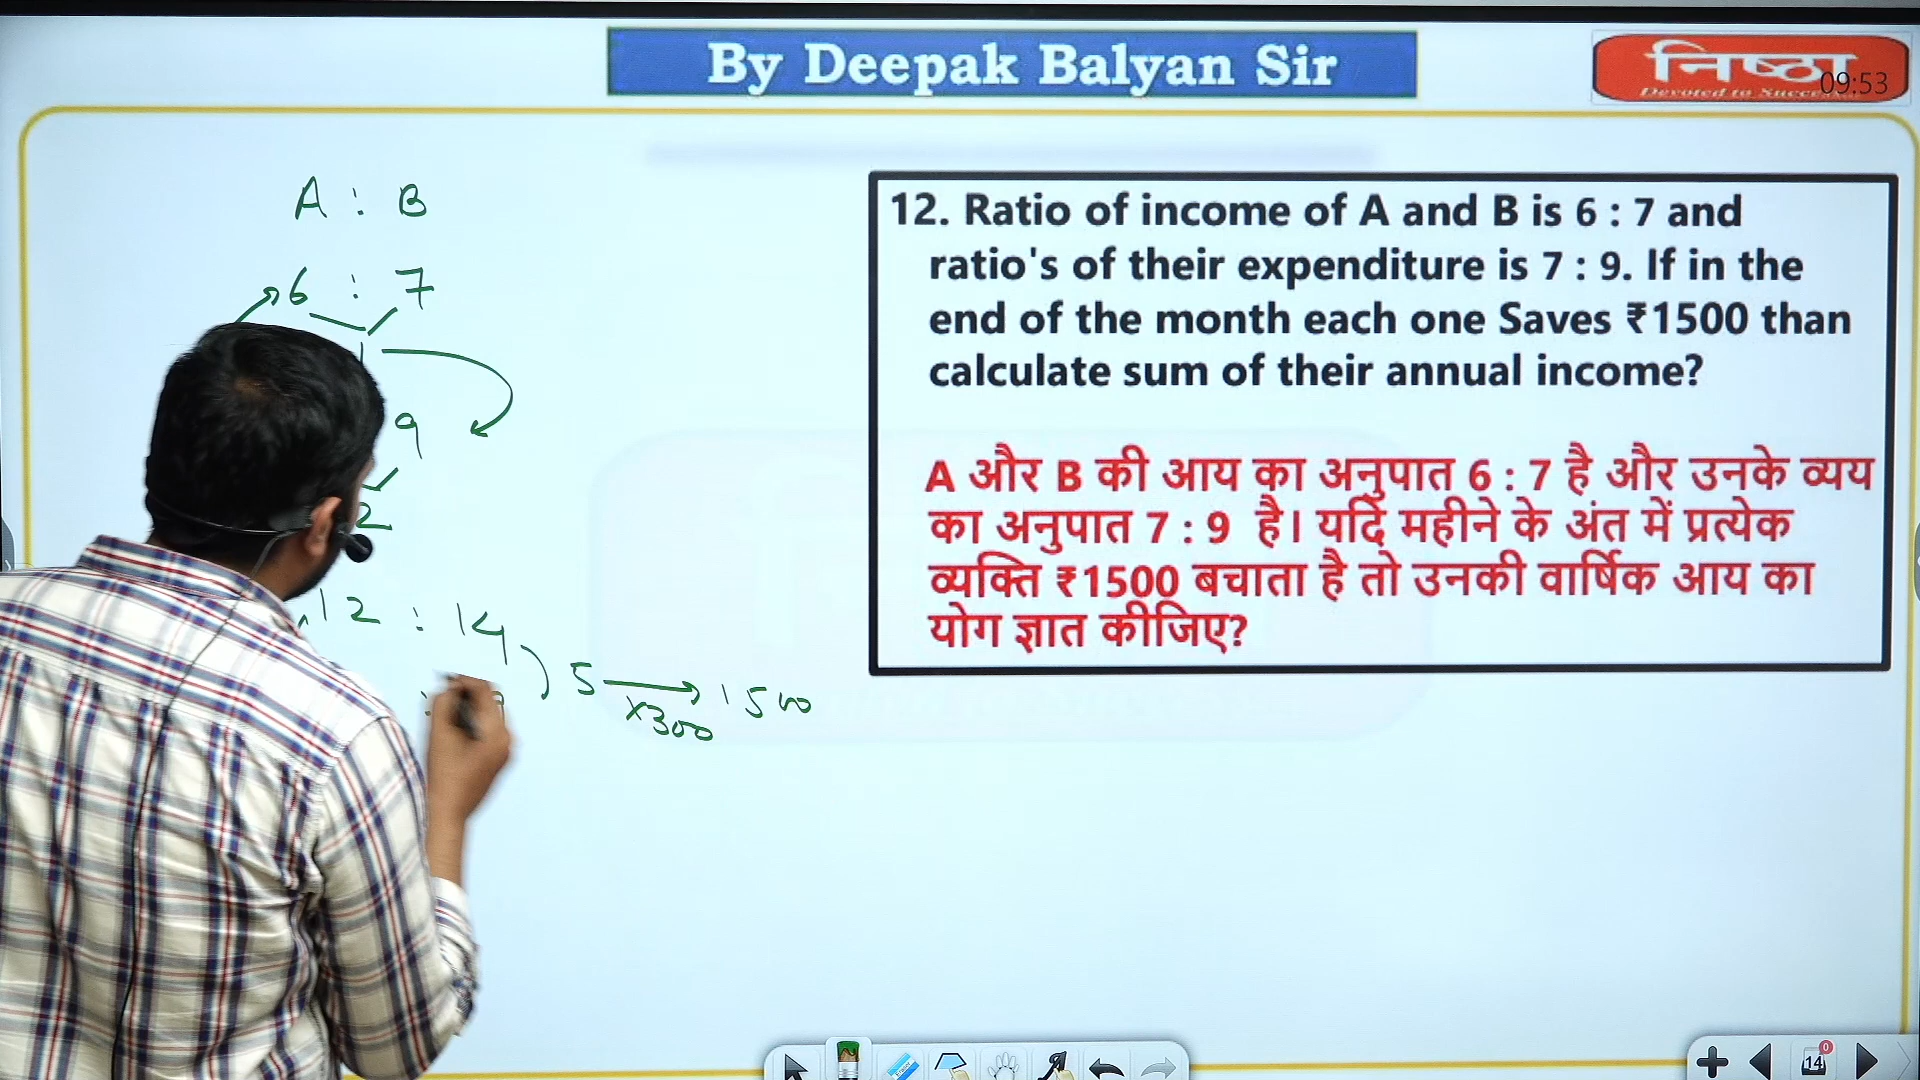 By Deepak Balyan Sir
निष्ठा
Devoted to Success
09:53
A : B
6 : 7
1
9
2
12 : 14
:
5
×300
1500
12. Ratio of income of A and B is 6 : 7 and
ratio's of their expenditure is 7 : 9. If in the
end of the month each one Saves ₹1500 than
calculate sum of their annual income?
A और B की आय का अनुपात 6 : 7 है और उनके व्यय
का अनुपात 7 : 9 है। यदि महीने के अंत में प्रत्येक
व्यक्ति ₹1500 बचाता है तो उनकी वार्षिक आय का
योग ज्ञात कीजिए?
14
0